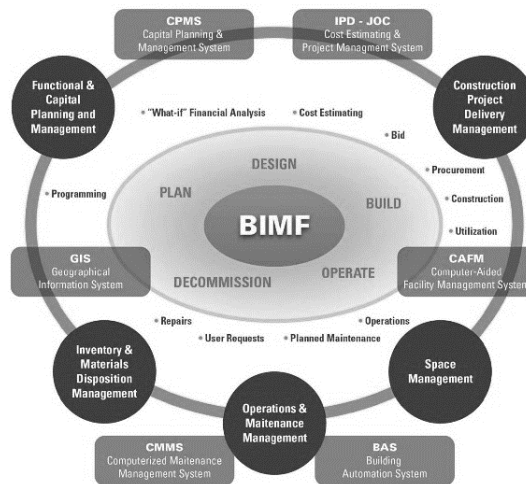 CPMS
Capital Planning &
Management System
IPD - JOC
Cost Estimating &
Project Managment System
Functional &
Capital
Planning and
Management
Construction
Project
Delivery
Management
• "What-if" Financial Analysis
• Cost Estimating
• Bid
• Procurement
• Programming
• Construction
• Utilization
DESIGN
PLAN
BUILD
BIMF
DECOMMISSION
OPERATE
GIS
Geographical
Information System
CAFM
Computer-Aided
Facility Management System
• Repairs
• User Requests
• Planned Maintenance
• Operations
Inventory &
Materials
Disposition
Management
Space
Management
Operations &
Maitenance
Management
CMMS
Computerized Maitenance
Management System
BAS
Building
Automation System